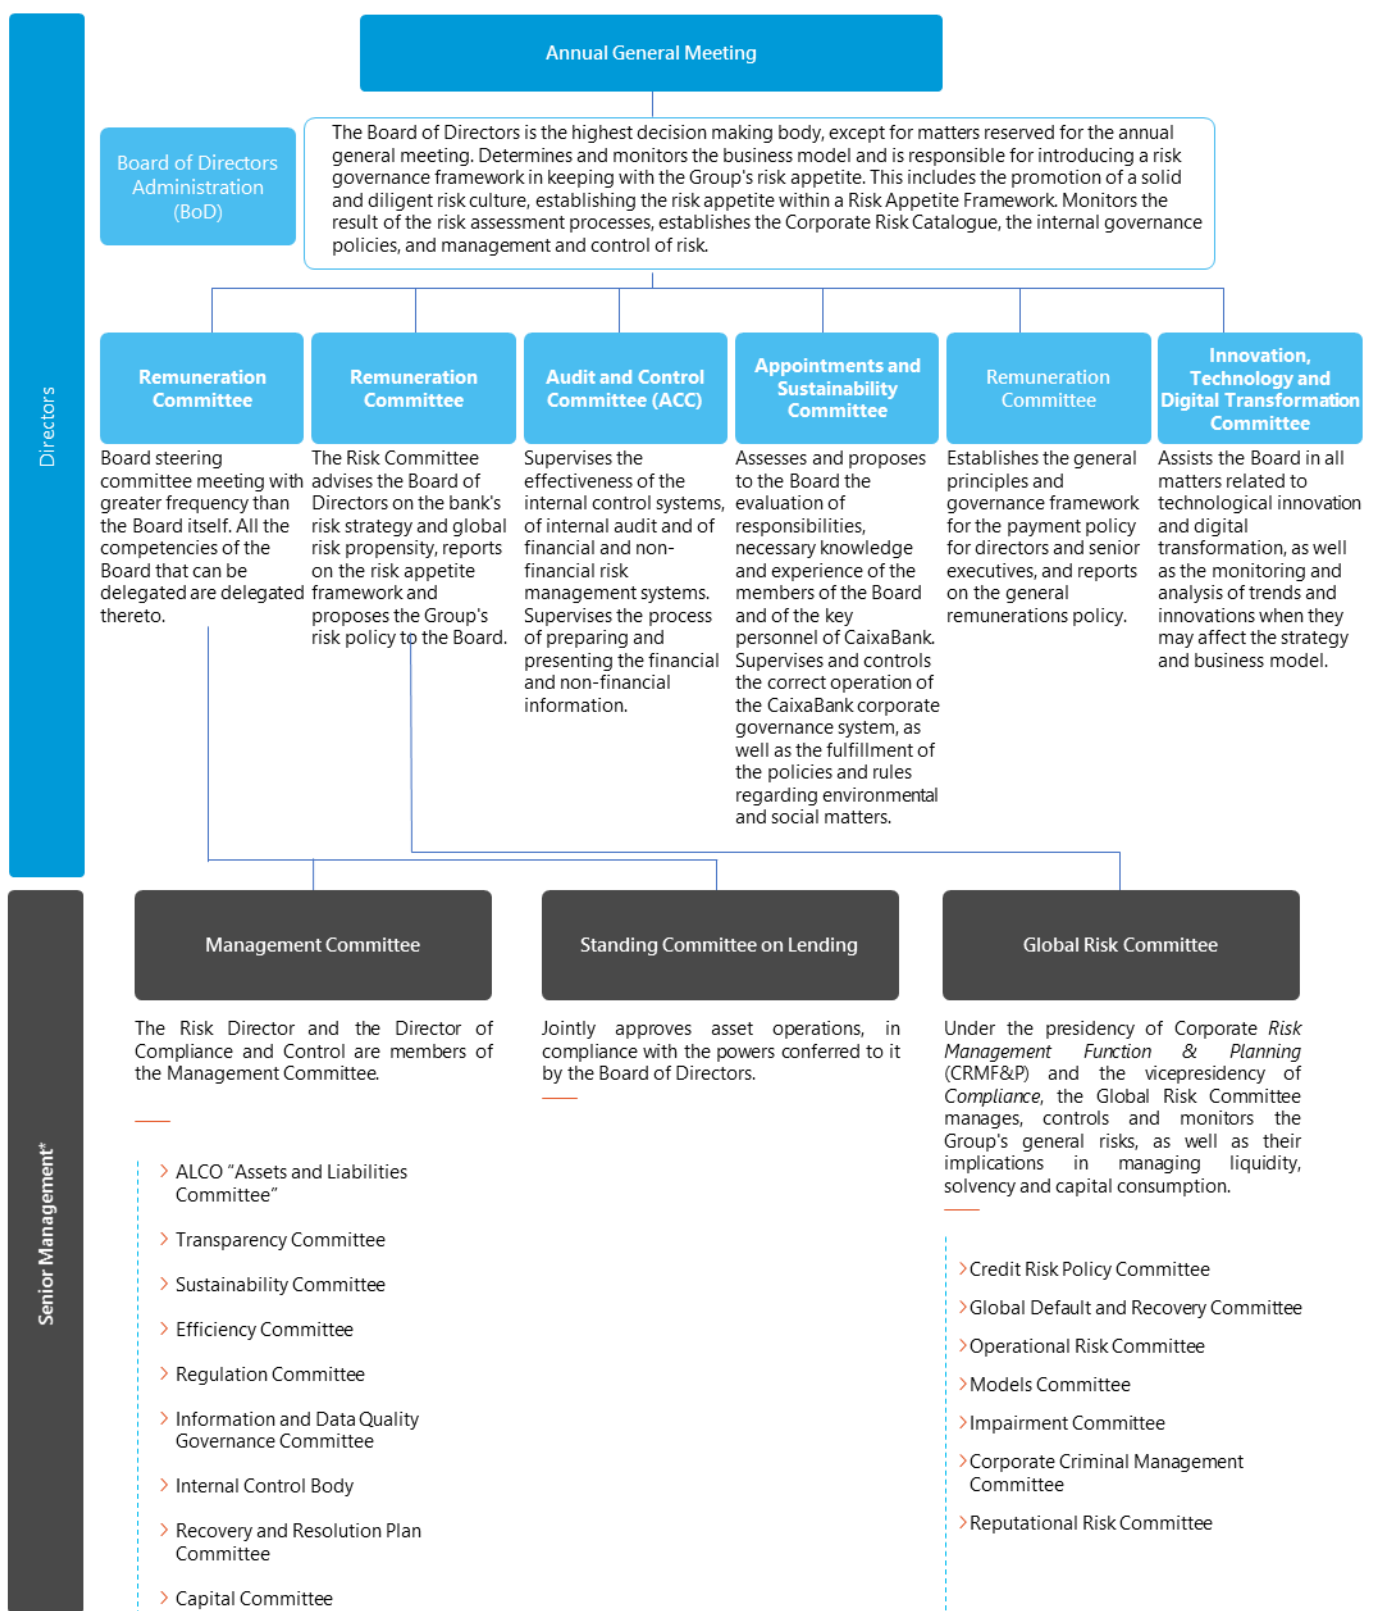 Directors
Annual General Meeting
Board of Directors
Administration
(BoD)
The Board of Directors is the highest decision making body, except for matters reserved for the annual
general meeting. Determines and monitors the business model and is responsible for introducing a risk
governance framework in keeping with the Group's risk appetite. This includes the promotion of a solid
and diligent risk culture, establishing the risk appetite within a Risk Appetite Framework. Monitors the
result of the risk assessment processes, establishes the Corporate Risk Catalogue, the internal governance
policies, and management and control of risk.
Remuneration
Committee
Board steering
committee meeting with
greater frequency than
the Board itself. All the
competencies of the
Board that can be
delegated are delegated
thereto.
Remuneration
Committee
The Risk Committee
advises the Board of
Directors on the bank's
risk strategy and global
risk propensity, reports
on the risk appetite
framework and
proposes the Group's
risk policy to the Board.
Audit and Control
Committee (ACC)
Supervises the
effectiveness of the
internal control systems,
of internal audit and of
financial and non-
financial risk
management systems.
Supervises the process
of preparing and
presenting the financial
and non-financial
information.
Appointments and
Sustainability
Committee
Assesses and proposes
to the Board the
evaluation of
responsibilities,
necessary knowledge
and experience of the
members of the Board
and of the key
personnel of CaixaBank.
Supervises and controls
the correct operation of
the CaixaBank corporate
governance system, as
well as the fulfillment of
the policies and rules
regarding environmental
and social matters.
Remuneration
Committee
Establishes the general
principles and
governance framework
for the payment policy
for directors and senior
executives, and reports
on the general
remunerations policy.
Innovation,
Technology and
Digital Transformation
Committee
Assists the Board in all
matters related to
technological innovation
and digital
transformation, as well
as the monitoring and
analysis of trends and
innovations when they
may affect the strategy
and business model.
Senior Management*
Management Committee
The Risk Director and the Director of
Compliance and Control are members of
the Management Committee.
ALCO “Assets and Liabilities
Committee”
Transparency Committee
Sustainability Committee
Efficiency Committee
Regulation Committee
Information and Data Quality
Governance Committee
Internal Control Body
Recovery and Resolution Plan
Committee
Capital Committee
Standing Committee on Lending
Jointly approves asset operations, in
compliance with the powers conferred to it
by the Board of Directors.
Global Risk Committee
Under the presidency of Corporate Risk
Management Function & Planning
(CRMF&P) and the vicepresidency of
Compliance, the Global Risk Committee
manages, controls and monitors the
Group's general risks, as well as their
implications in managing liquidity,
solvency and capital consumption.
Credit Risk Policy Committee
Global Default and Recovery Committee
Operational Risk Committee
Models Committee
Impairment Committee
Corporate Criminal Management
Committee
Reputational Risk Committee